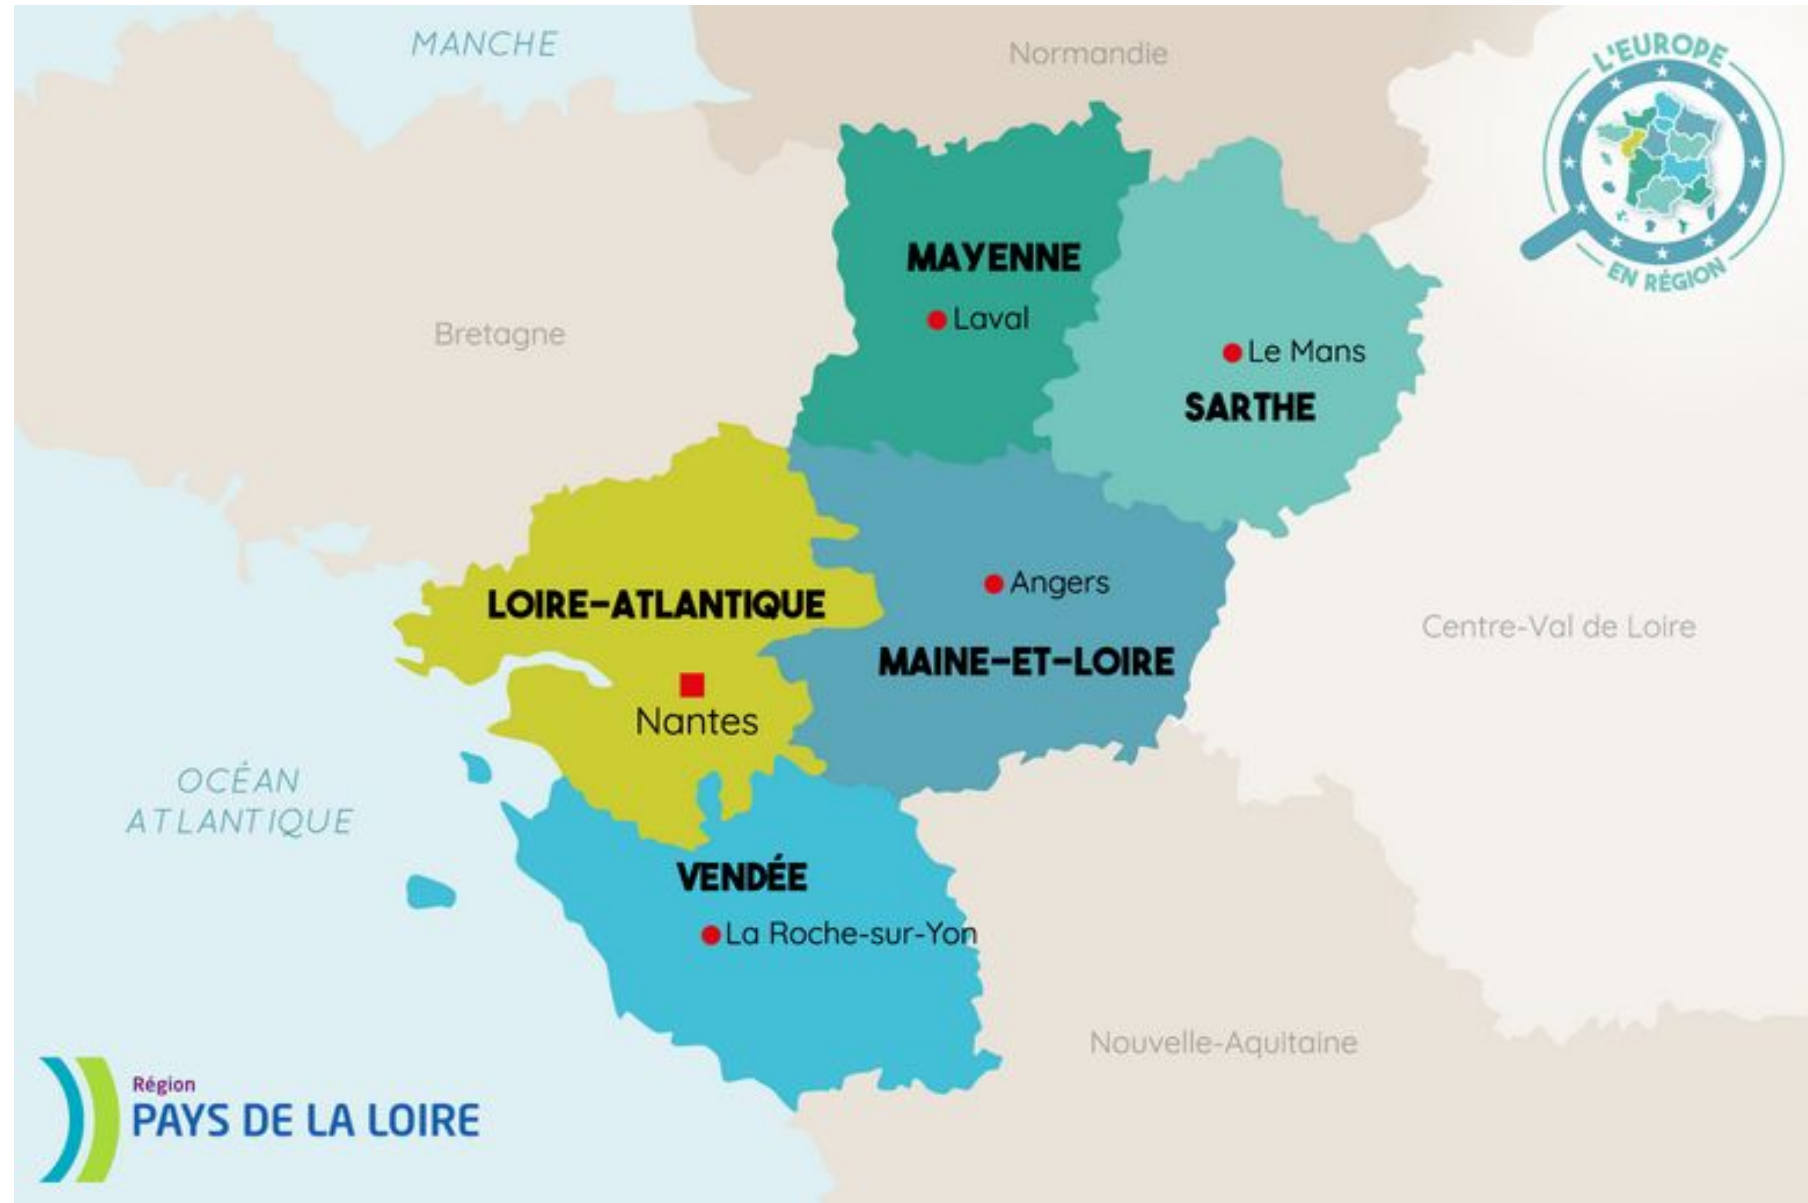 MANCHE
Normandie
L'EUROPE
EN RÉGION
MAYENNE
Laval
Bretagne
Le Mans
SARTHE
Angers
LOIRE-ATLANTIQUE
Centre-Val de Loire
MAINE-ET-LOIRE
Nantes
OCÉAN
ATLANTIQUE
VENDÉE
La Roche-sur-Yon
Nouvelle-Aquitaine
Région
PAYS DE LA LOIRE